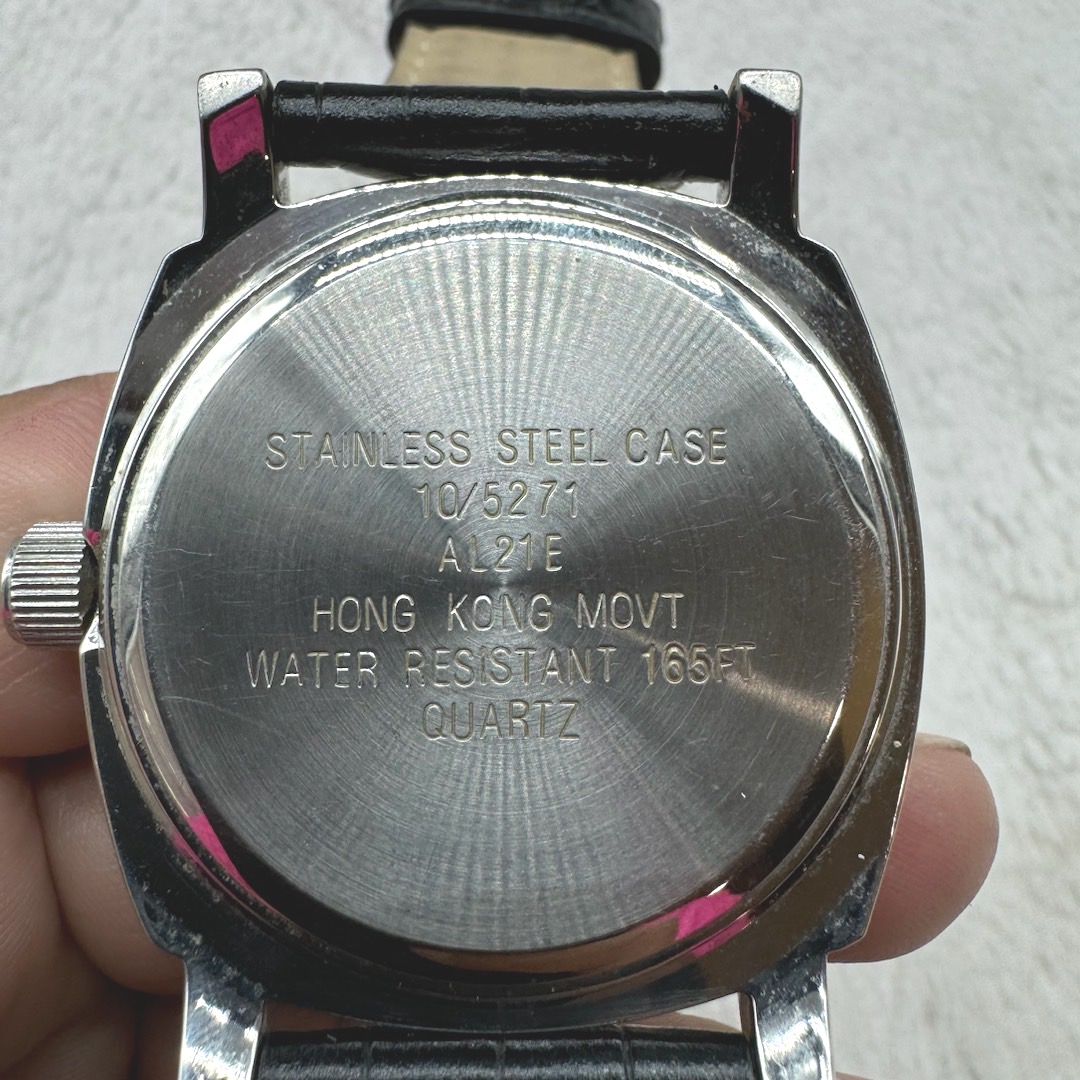 STAINLESS STEEL CASE
10/5271
AL21E
HONG KONG MOVT
WATER RESISTANT 165FT
QUARTZ